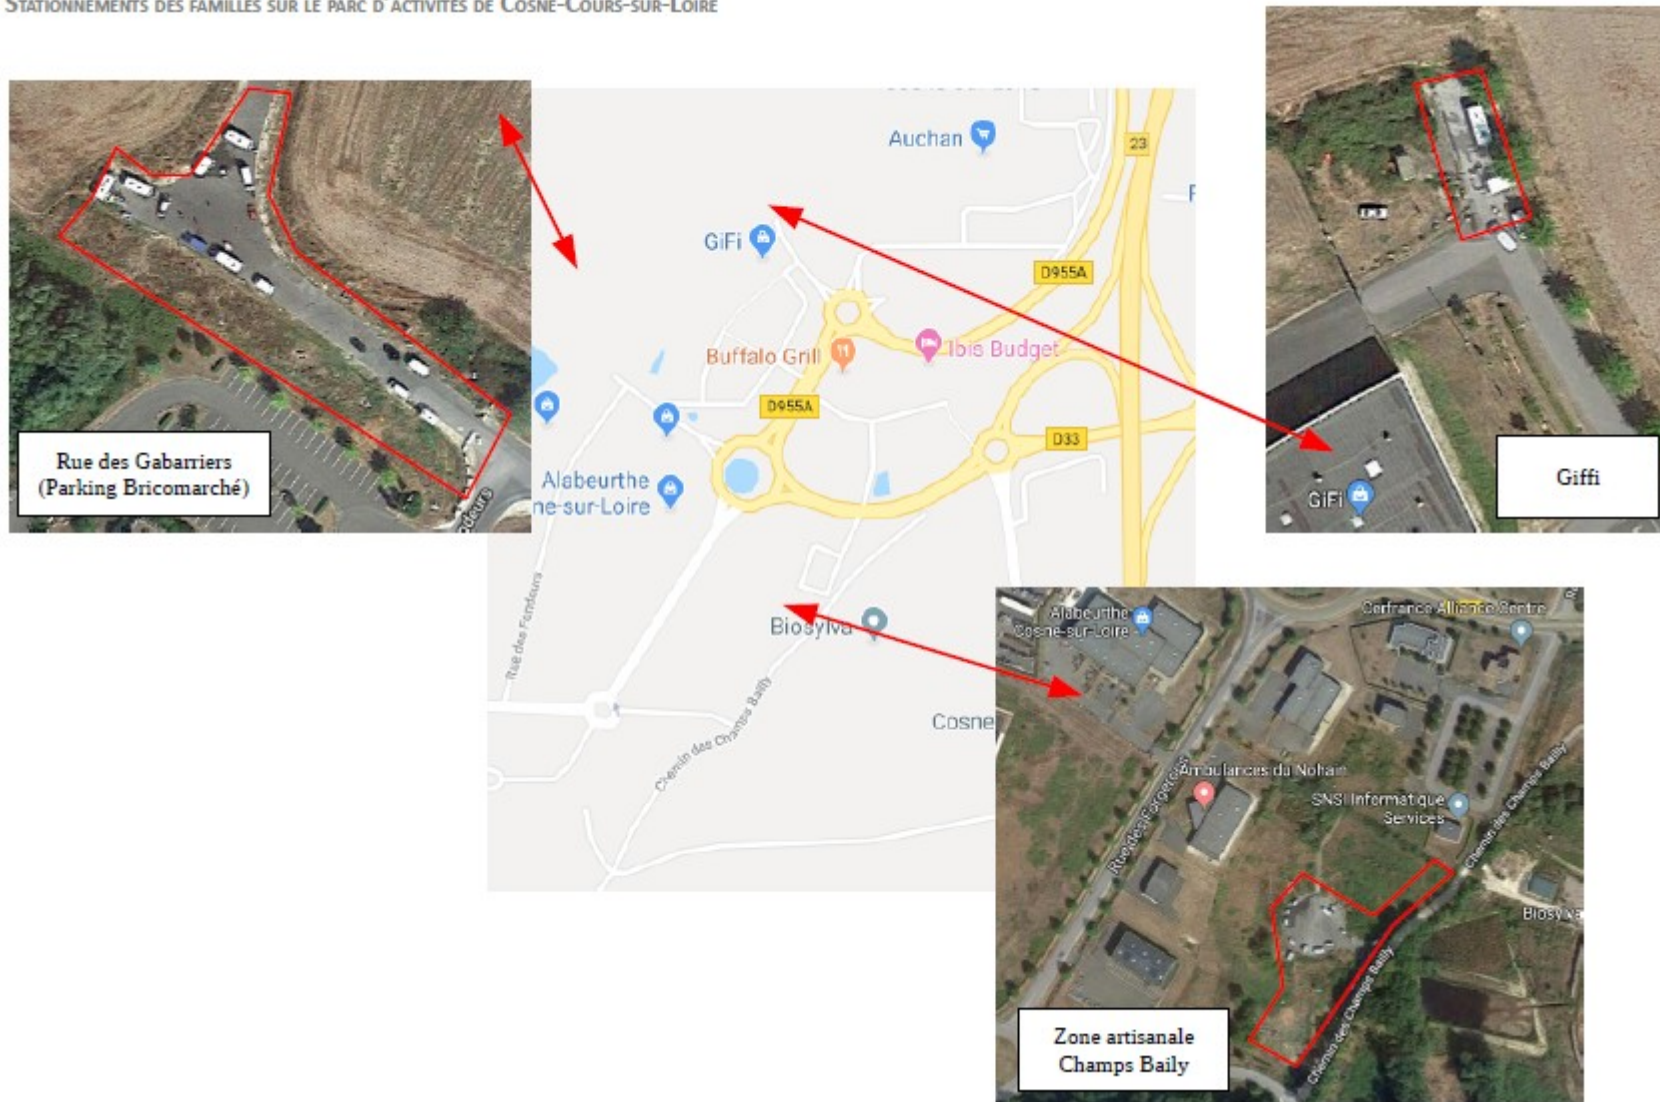 STATIONNEMENTS DES FAMILLES SUR LE PARC D'ACTIVITÉS DE COSNE-COURS-SUR-LOIRE
Rue des Gabarriers
(Parking Bricomarché)
Auchan
23
GiFi
D955A
Buffalo Grill
Ibis Budget
D955A
D33
Alabeurthe
ne-sur-Loire
Rue des Fondeurs
Biosylva
Chemin des Champs Bailly
Cosne
GiFi
Giffi
Alabeurthe
Cosne-sur-Loire
Cerfrance Alliance Centre
Ambulances du Nohain
Rue des Forgerons
SNSI Informatique
Services
Chemin des Champs Bailly
Biosylva
Chemin des Champs Bailly
Zone artisanale
Champs Baily